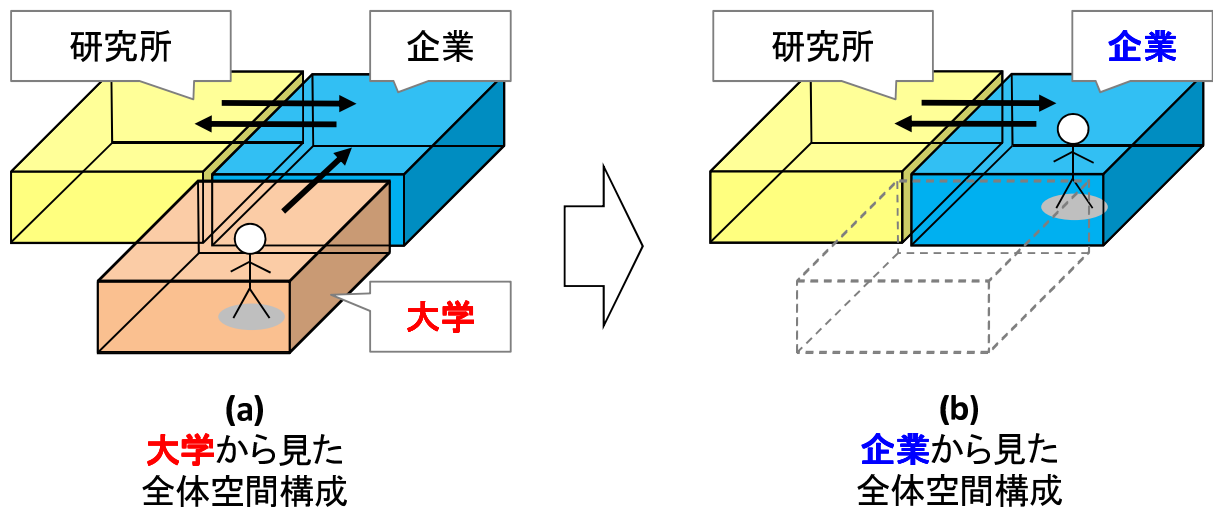 研究所
企業
大学
(a)
大学から見た
全体空間構成
研究所
企業
(b)
企業から見た
全体空間構成